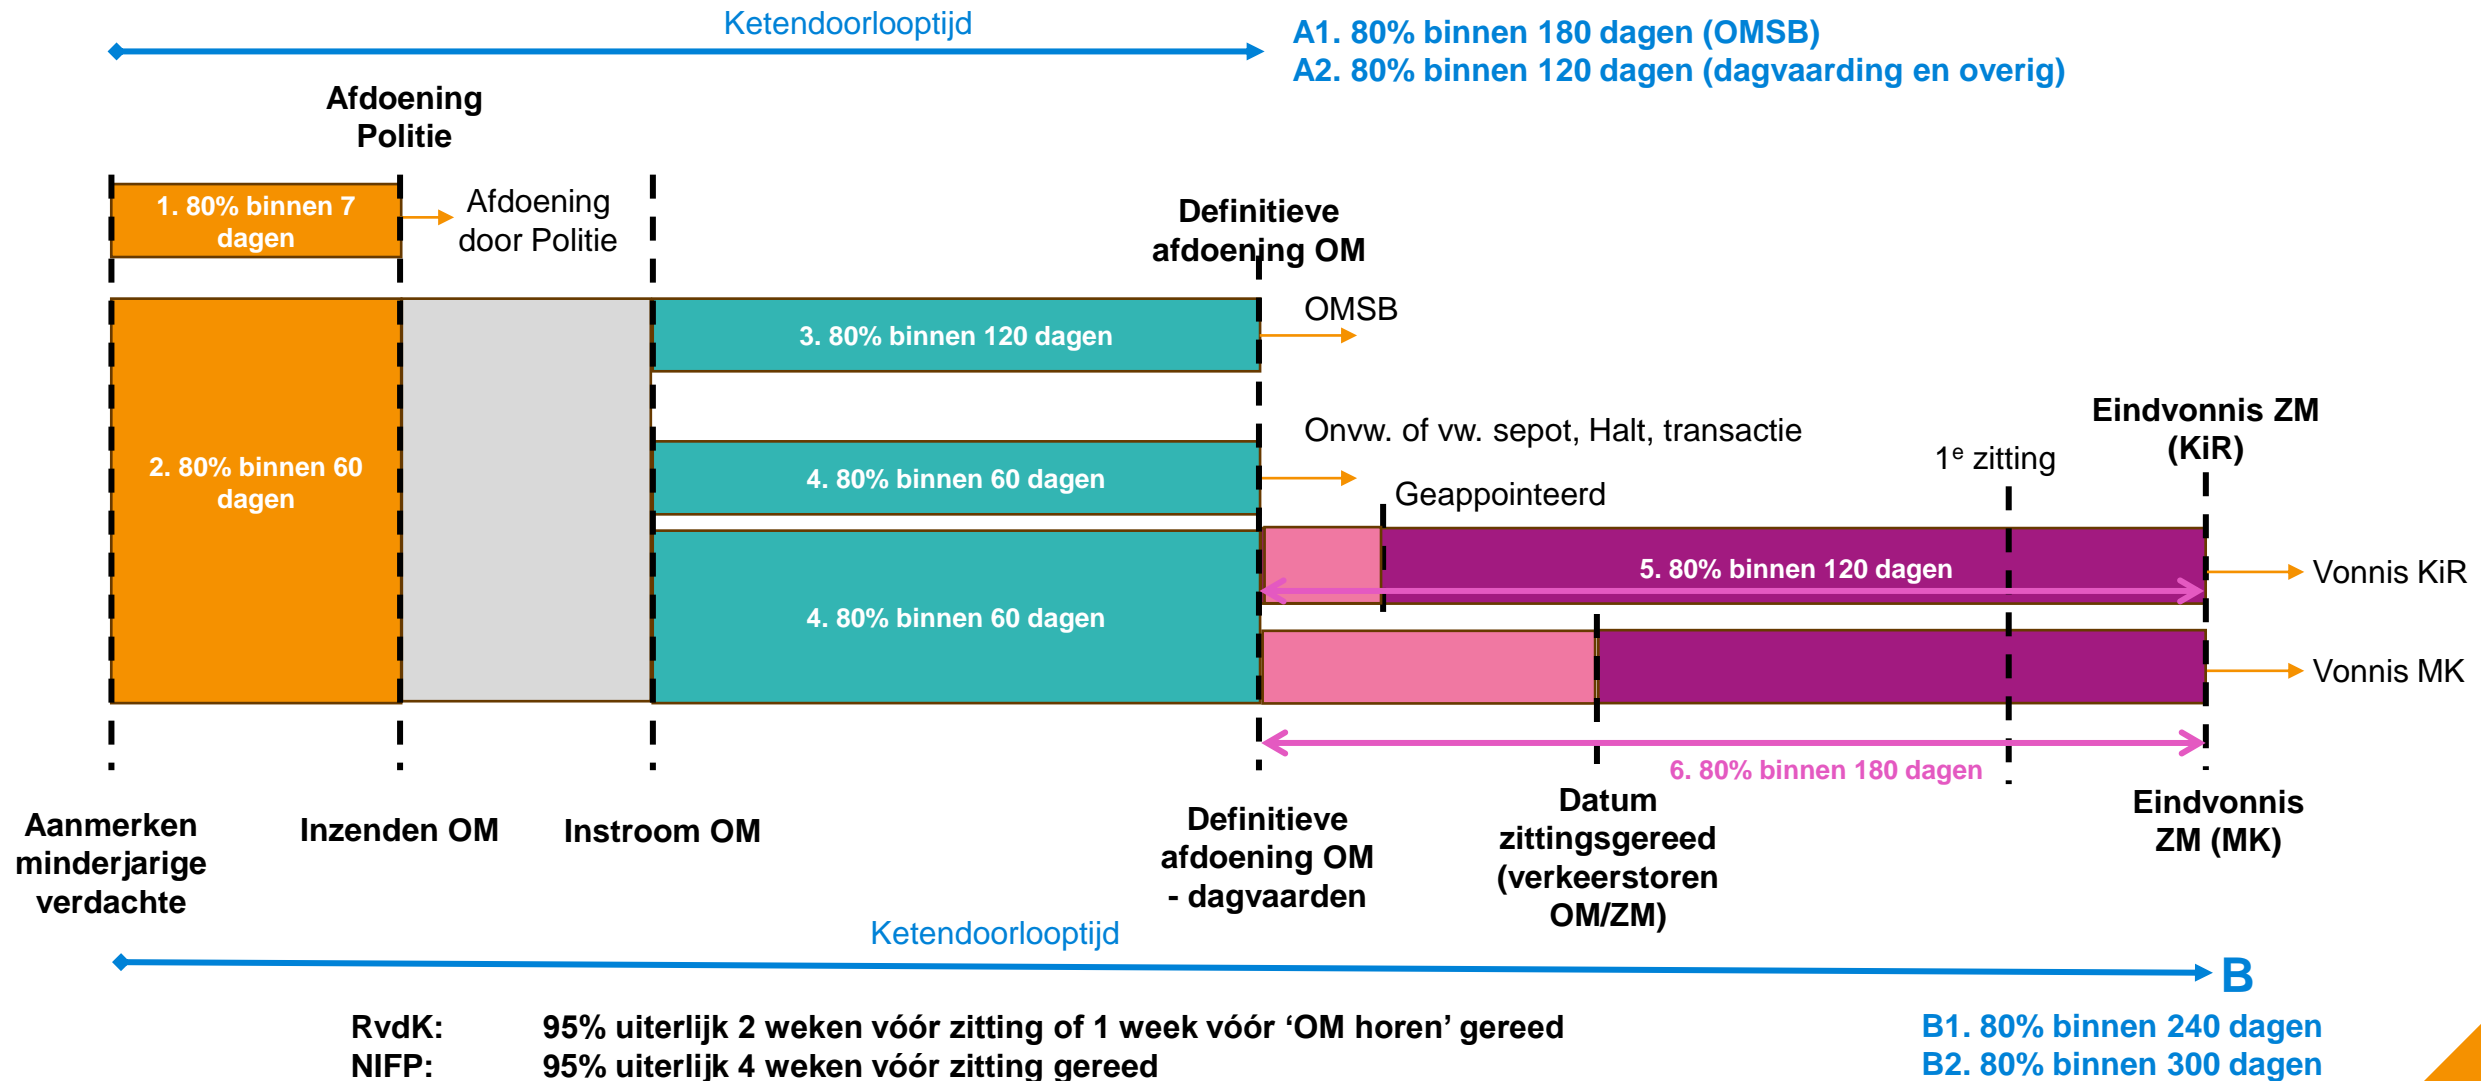 Ketendoorlooptijd
A1. 80% binnen 180 dagen (OMSB)
A2. 80% binnen 120 dagen (dagvaarding en overig)
Afdoening
Politie
1. 80% binnen 7
dagen
Afdoening
door Politie
Definitieve
afdoening OM
OMSB
3. 80% binnen 120 dagen
Onvw. of vw. sepot, Halt, transactie
Eindvonnis ZM
(KiR)
1e zitting
2. 80% binnen 60
dagen
4. 80% binnen 60 dagen
Geappointeerd
5. 80% binnen 120 dagen
Vonnis KiR
4. 80% binnen 60 dagen
Vonnis MK
6. 80% binnen 180 dagen
Aanmerken
minderjarige
verdachte
Inzenden OM
Instroom OM
Definitieve
afdoening OM
- dagvaarden
Datum
zittingsgereed
(verkeerstoren
OM/ZM)
Eindvonnis
ZM (MK)
Ketendoorlooptijd
B
RvdK: 95% uiterlijk 2 weken vóór zitting of 1 week vóór ‘OM horen’ gereed
NIFP: 95% uiterlijk 4 weken vóór zitting gereed
B1. 80% binnen 240 dagen
B2. 80% binnen 300 dagen